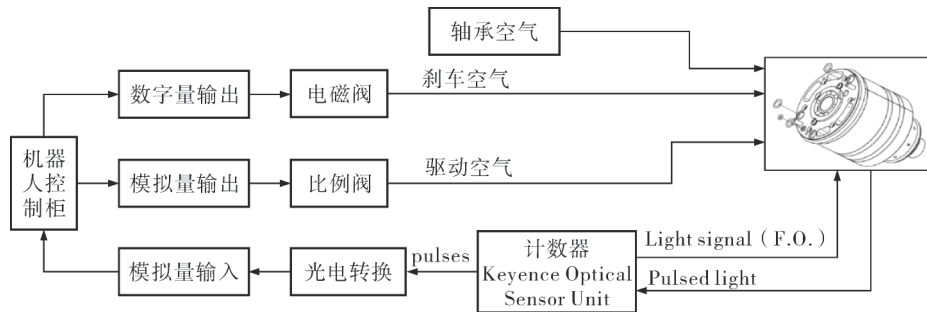 轴承空气
数字量输出
电磁阀
刹车空气
机器
人控
制柜
模拟量输出
比例阀
驱动空气
模拟量输入
光电转换
pulses
计数器
Keyence Optical
Sensor Unit
Light signal（F.O.）
Pulsed light